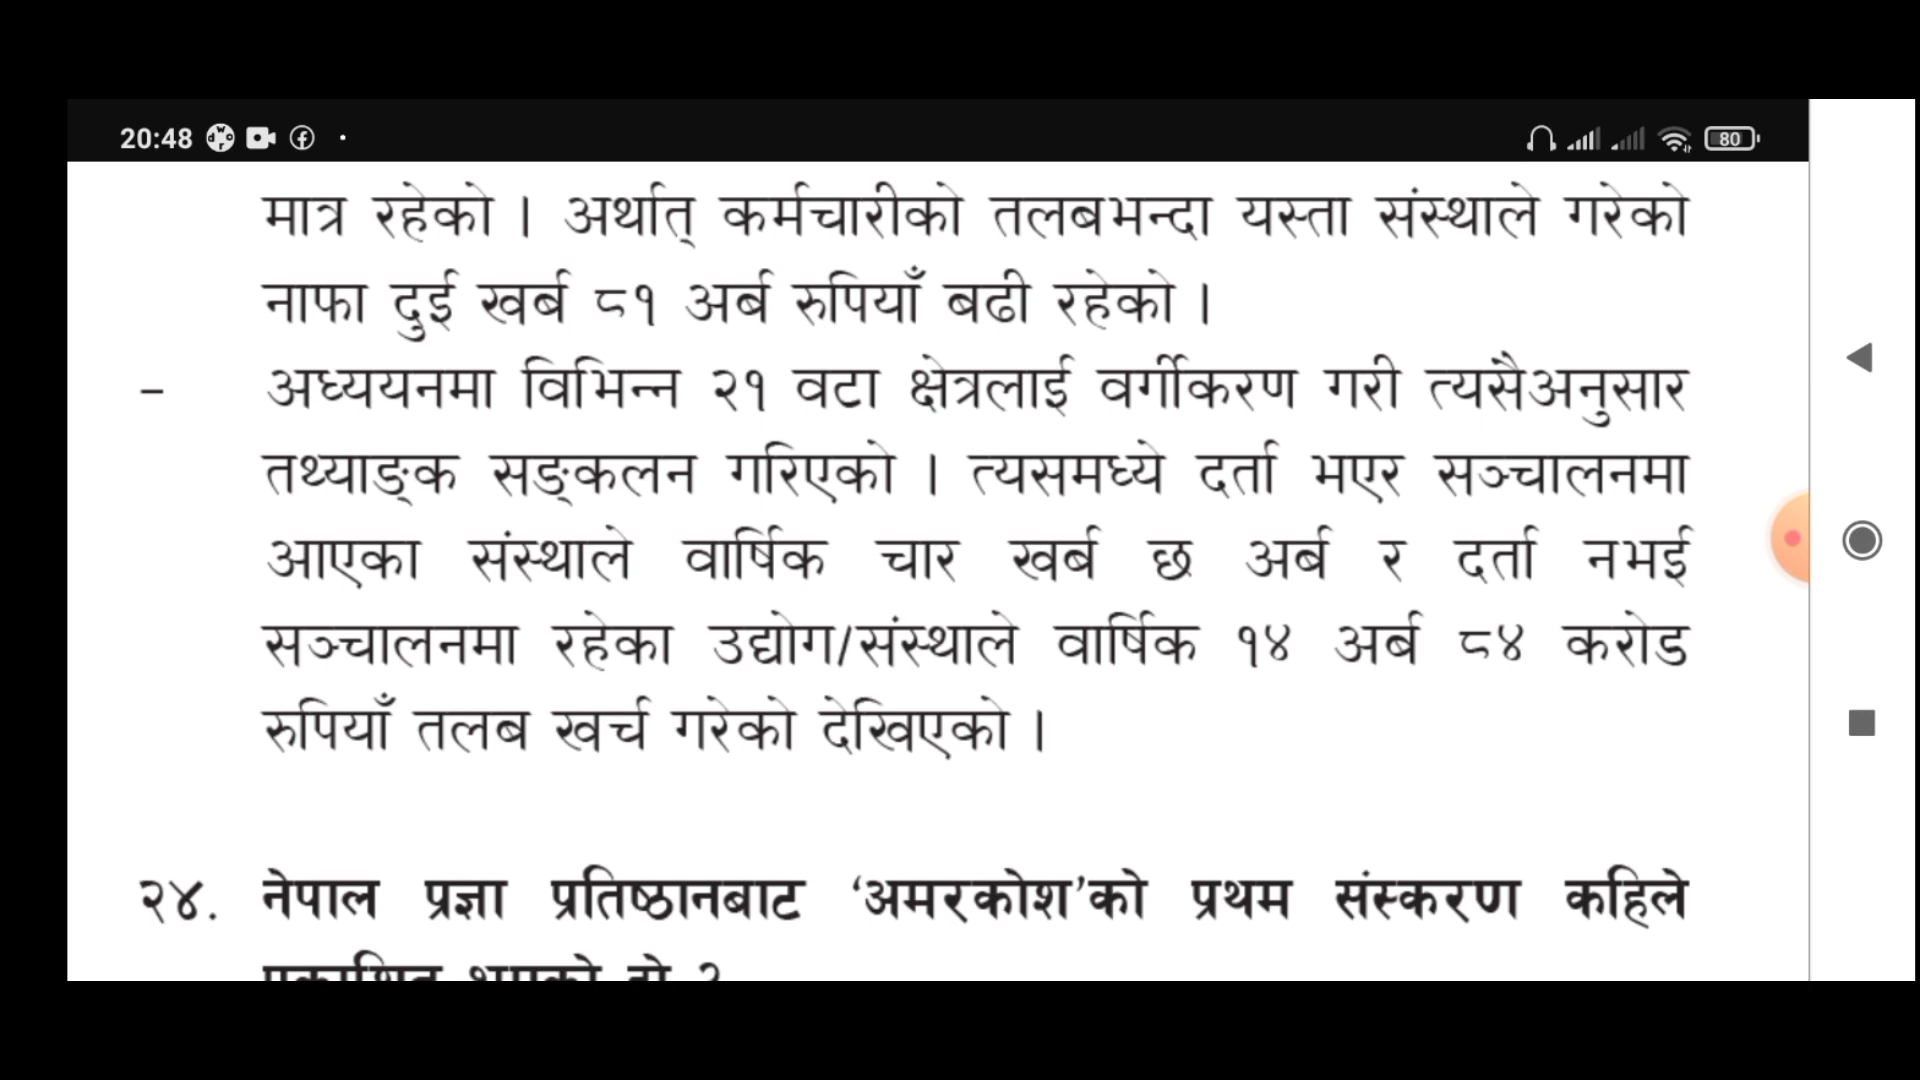 20:48
80
मात्र रहेको । अर्थात् कर्मचारीको तलबभन्दा यस्ता संस्थाले गरेको
नाफा दुई खर्ब ८१ अर्ब रुपियाँ बढी रहेको ।
– अध्ययनमा विभिन्न २१ वटा क्षेत्रलाई वर्गीकरण गरी त्यसैअनुसार
तथ्याङ्क सङ्कलन गरिएको । त्यसमध्ये दर्ता भएर सञ्चालनमा
आएका संस्थाले वार्षिक चार खर्ब छ अर्ब र दर्ता नभई
सञ्चालनमा रहेका उद्योग/संस्थाले वार्षिक १४ अर्ब ८४ करोड
रुपियाँ तलब खर्च गरेको देखिएको ।
२४. नेपाल प्रज्ञा प्रतिष्ठानबाट ‘अमरकोश’को प्रथम संस्करण कहिले